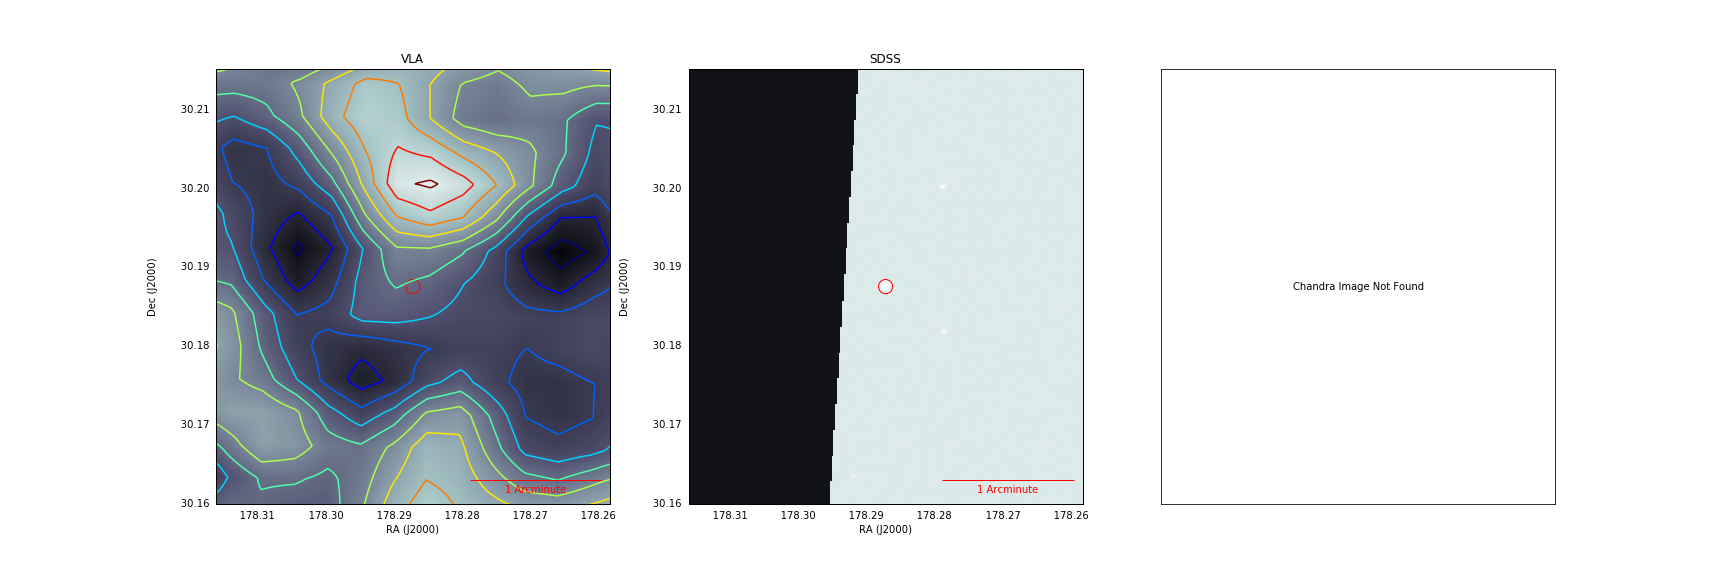 VLA
30.21
30.20
30.19
30.18
30.17
30.16
Dec (J2000)
178.31 178.30 178.29 178.28 178.27 178.26
RA (J2000)
1 Arcminute
SDSS
30.21
30.20
30.19
30.18
30.17
30.16
Dec (J2000)
178.31 178.30 178.29 178.28 178.27 178.26
RA (J2000)
1 Arcminute
Chandra Image Not Found